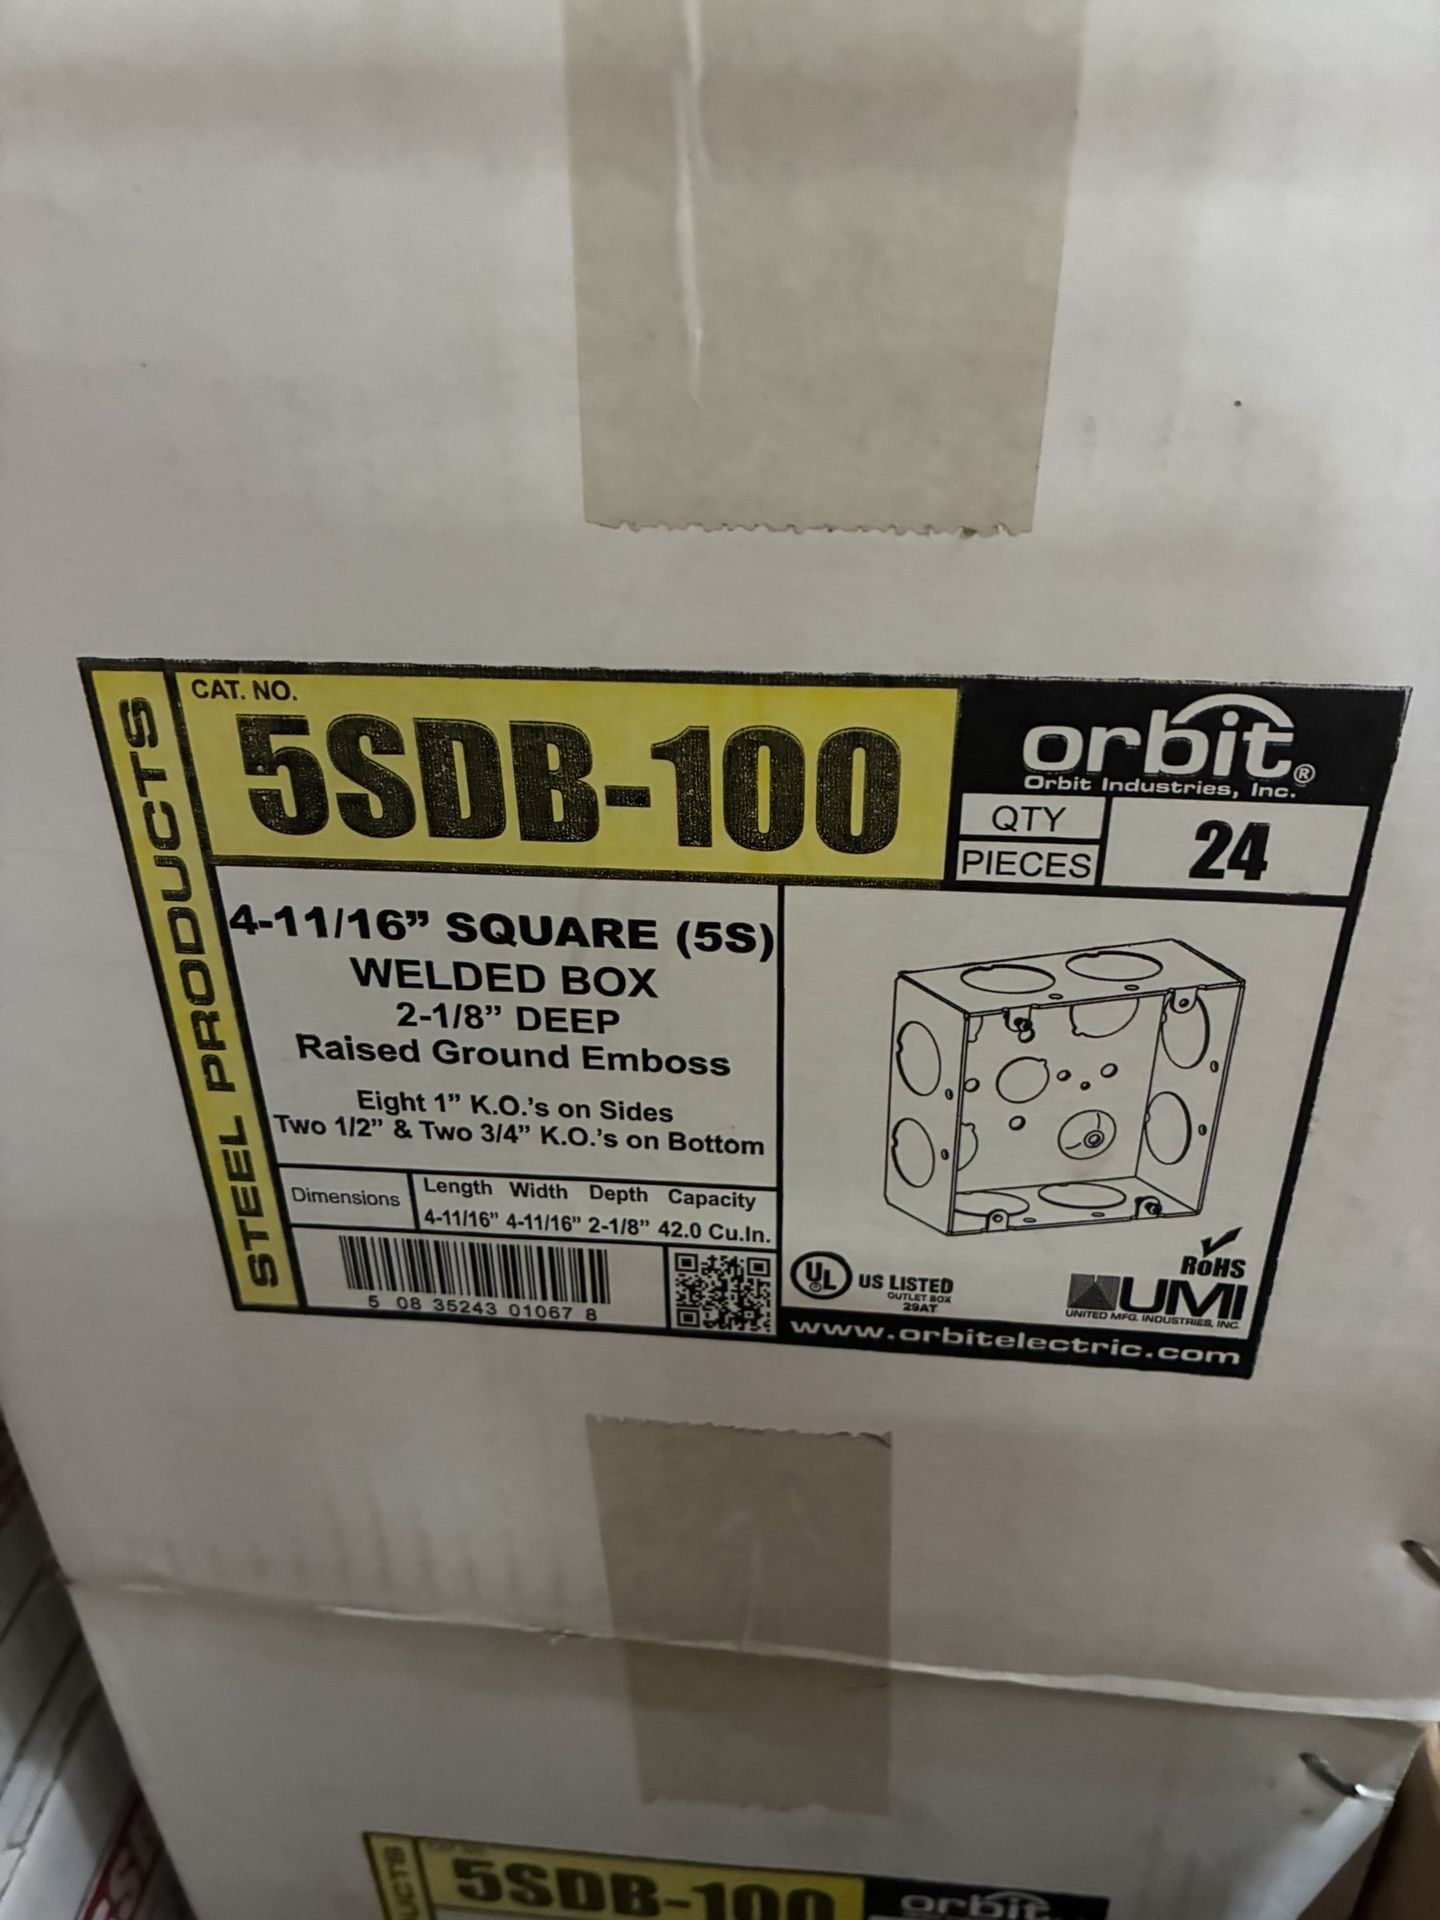 STEEL PRODUCTS
CAT. NO.
5SDB-100
orbit®
Orbit Industries, Inc.
QTY
PIECES
24
4-11/16" SQUARE (5S)
WELDED BOX
2-1/8" DEEP
Raised Ground Emboss
Eight 1" K.O.'s on Sides
Two 1/2" & Two 3/4" K.O.'s on Bottom
Dimensions
Length Width Depth Capacity
4-11/16" 4-11/16" 2-1/8" 42.0 Cu.In.
5 08 35243 01067 8
UL US LISTED
OUTLET BOX
29AT
RoHS
UMI
UNITED MFG. INDUSTRIES, INC.
www.orbitelectric.com
5SDB-100
orbit